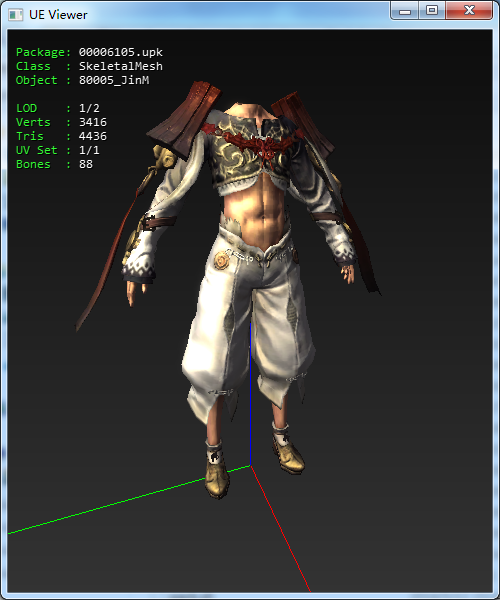 UE Viewer
Package: 00006105.upk
Class : SkeletalMesh
Object : 80005_JinM
LOD : 1/2
Verts : 3416
Tris : 4436
UV Set : 1/1
Bones : 88